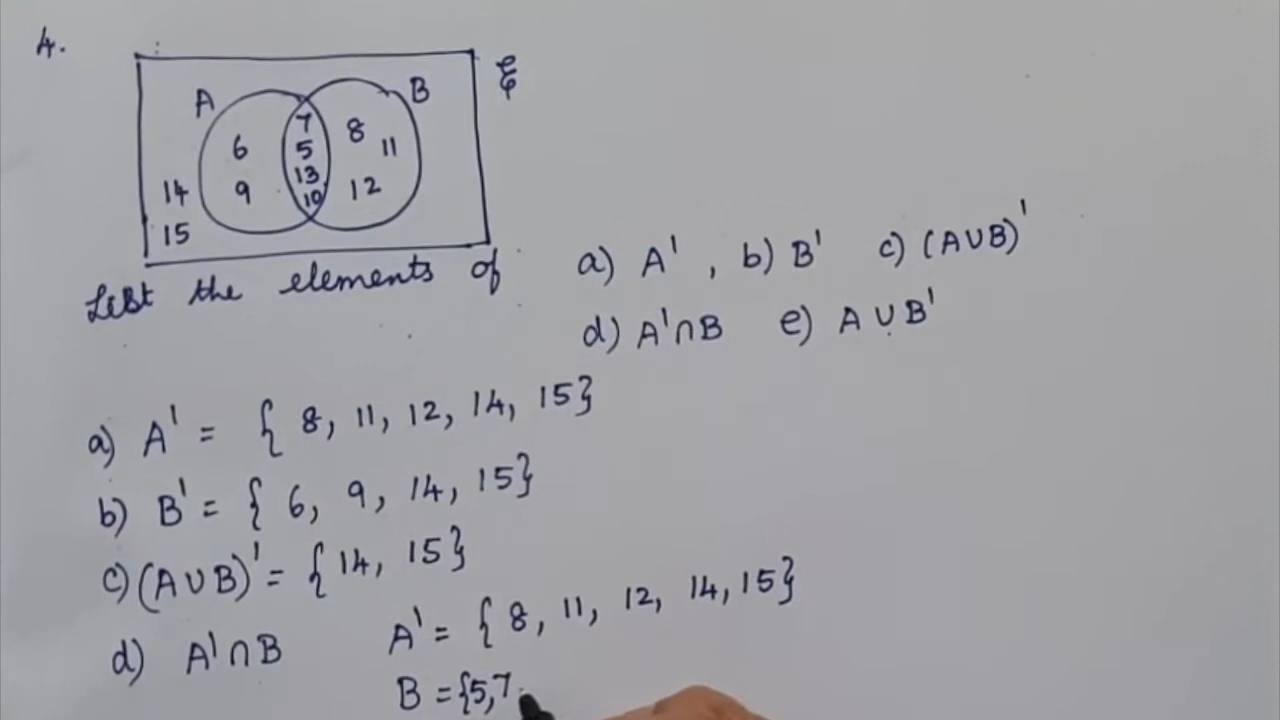 4.
ξ
A B
7
6 5 8 11
13
14 9 10 12
15
List the elements of a) A' , b) B' c) (A∪B)'
d) A'∩B e) A∪B'
a) A' = { 8, 11, 12, 14, 15}
b) B' = { 6, 9, 14, 15}
c) (A∪B)' = {14, 15}
d) A'∩B A' = { 8, 11, 12, 14, 15}
B = {5,7